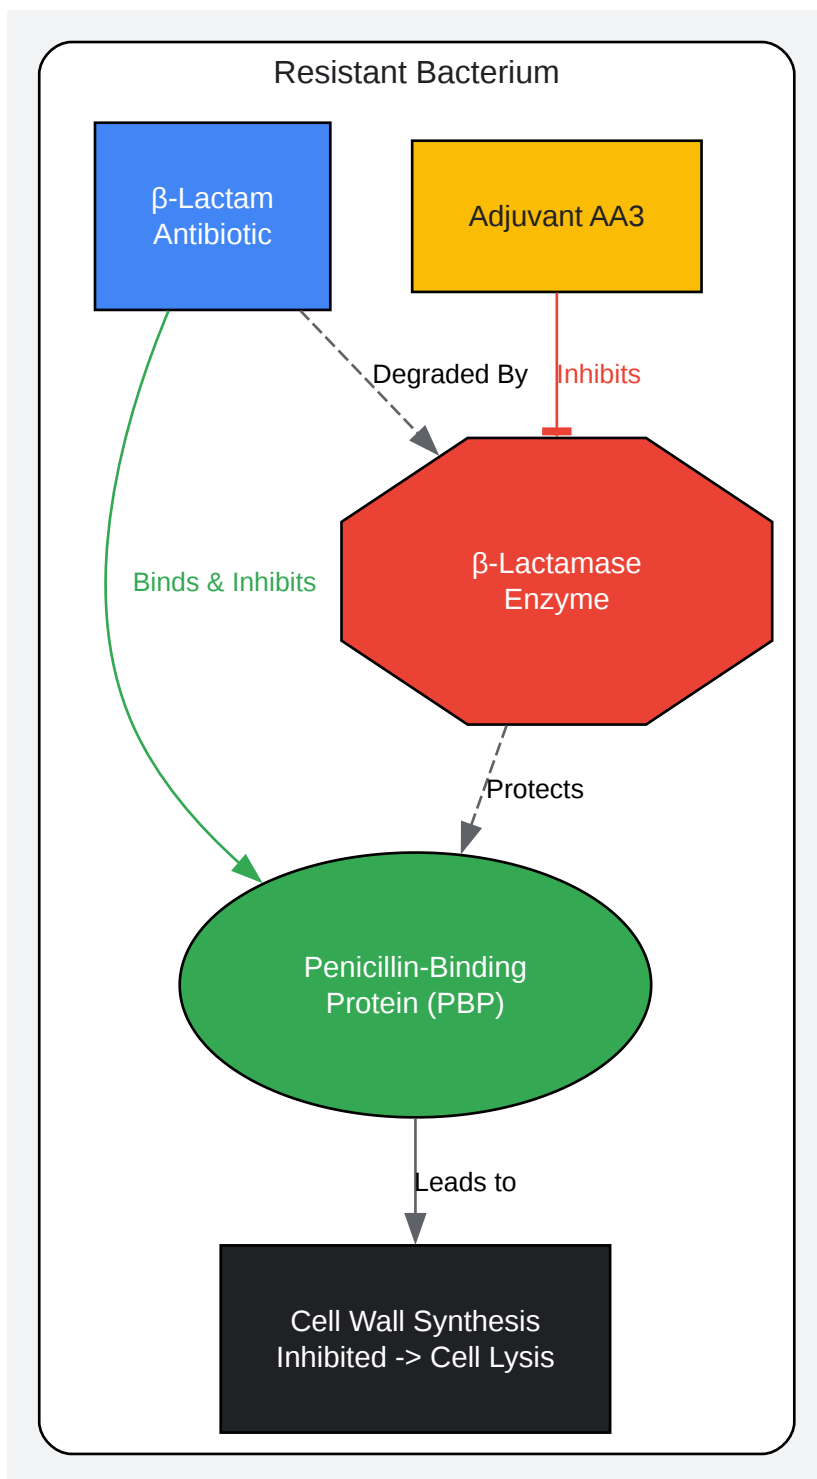 Resistant Bacterium
β-Lactam
Antibiotic
Adjuvant AA3
Degraded By
Inhibits
β-Lactamase
Enzyme
Binds & Inhibits
Protects
Penicillin-Binding
Protein (PBP)
Leads to
Cell Wall Synthesis
Inhibited -> Cell Lysis